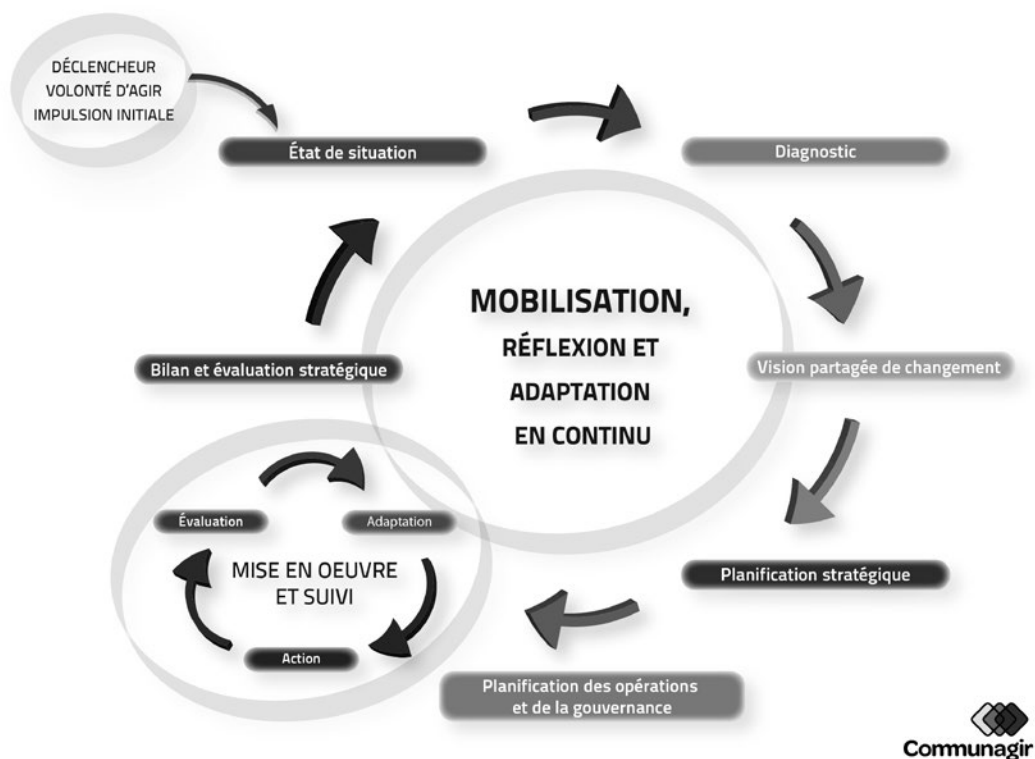 DÉCLENCHEUR
VOLONTÉ D'AGIR
IMPULSION INITIALE
État de situation
Diagnostic
MOBILISATION,
RÉFLEXION ET
ADAPTATION
EN CONTINU
Bilan et évaluation stratégique
Vision partagée de changement
Évaluation
Adaptation
MISE EN OEUVRE
ET SUIVI
Action
Planification stratégique
Planification des opérations
et de la gouvernance
Communagir